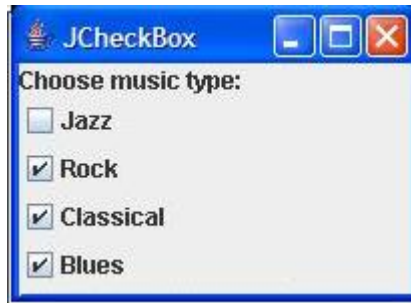 JCheckBox
Choose music type:
Jazz
Rock
Classical
Blues